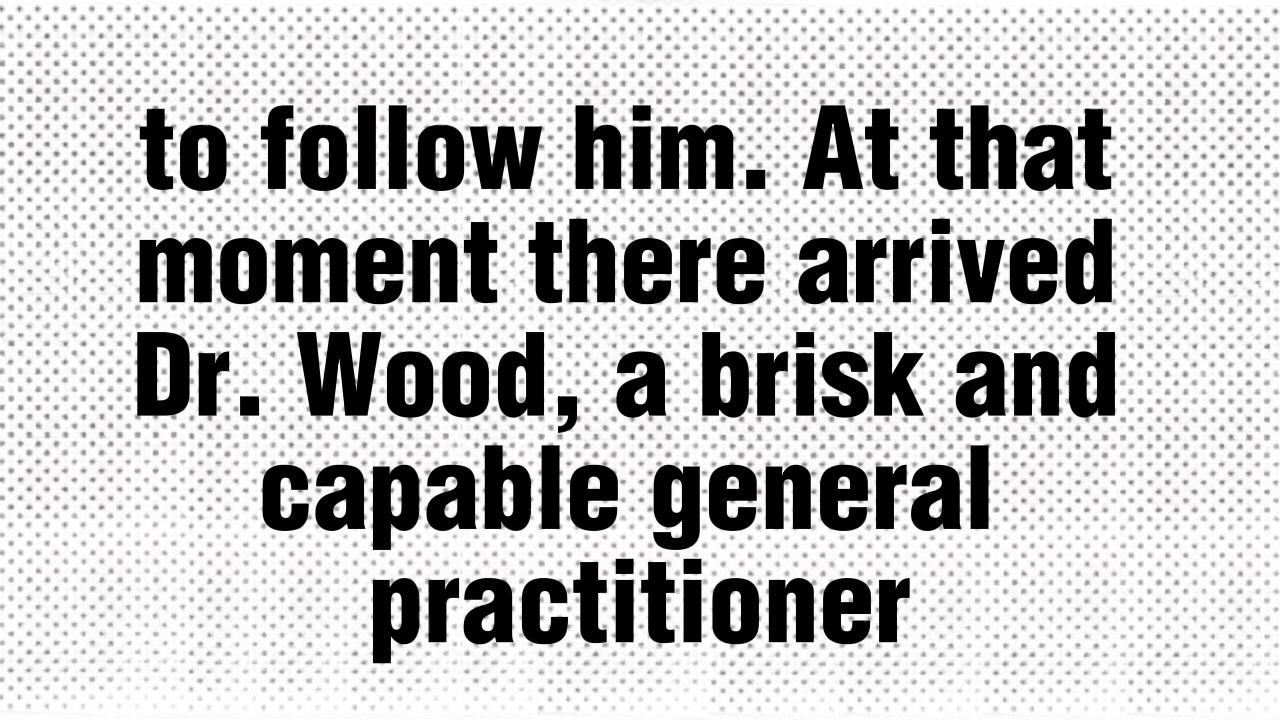 to follow him. At that
moment there arrived
Dr. Wood, a brisk and
capable general
practitioner